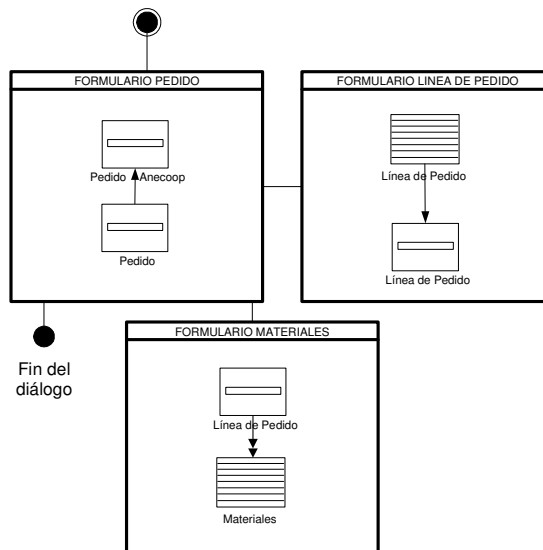 FORMULARIO PEDIDO
FORMULARIO LINEA DE PEDIDO
Pedido Anecoop
Pedido
Línea de Pedido
Línea de Pedido
Fin del
diálogo
FORMULARIO MATERIALES
Línea de Pedido
Materiales